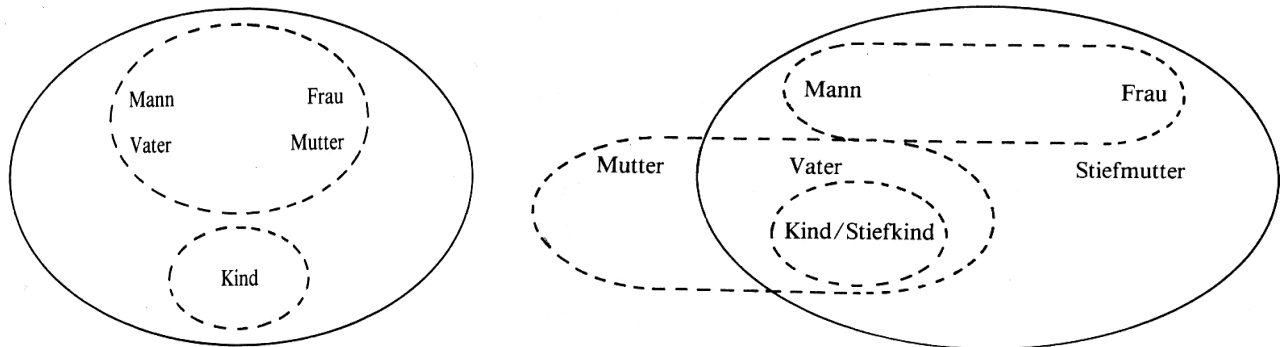 Mann Frau
Vater Mutter
Kind
Mann Frau
Mutter Vater Stiefmutter
Kind/Stiefkind